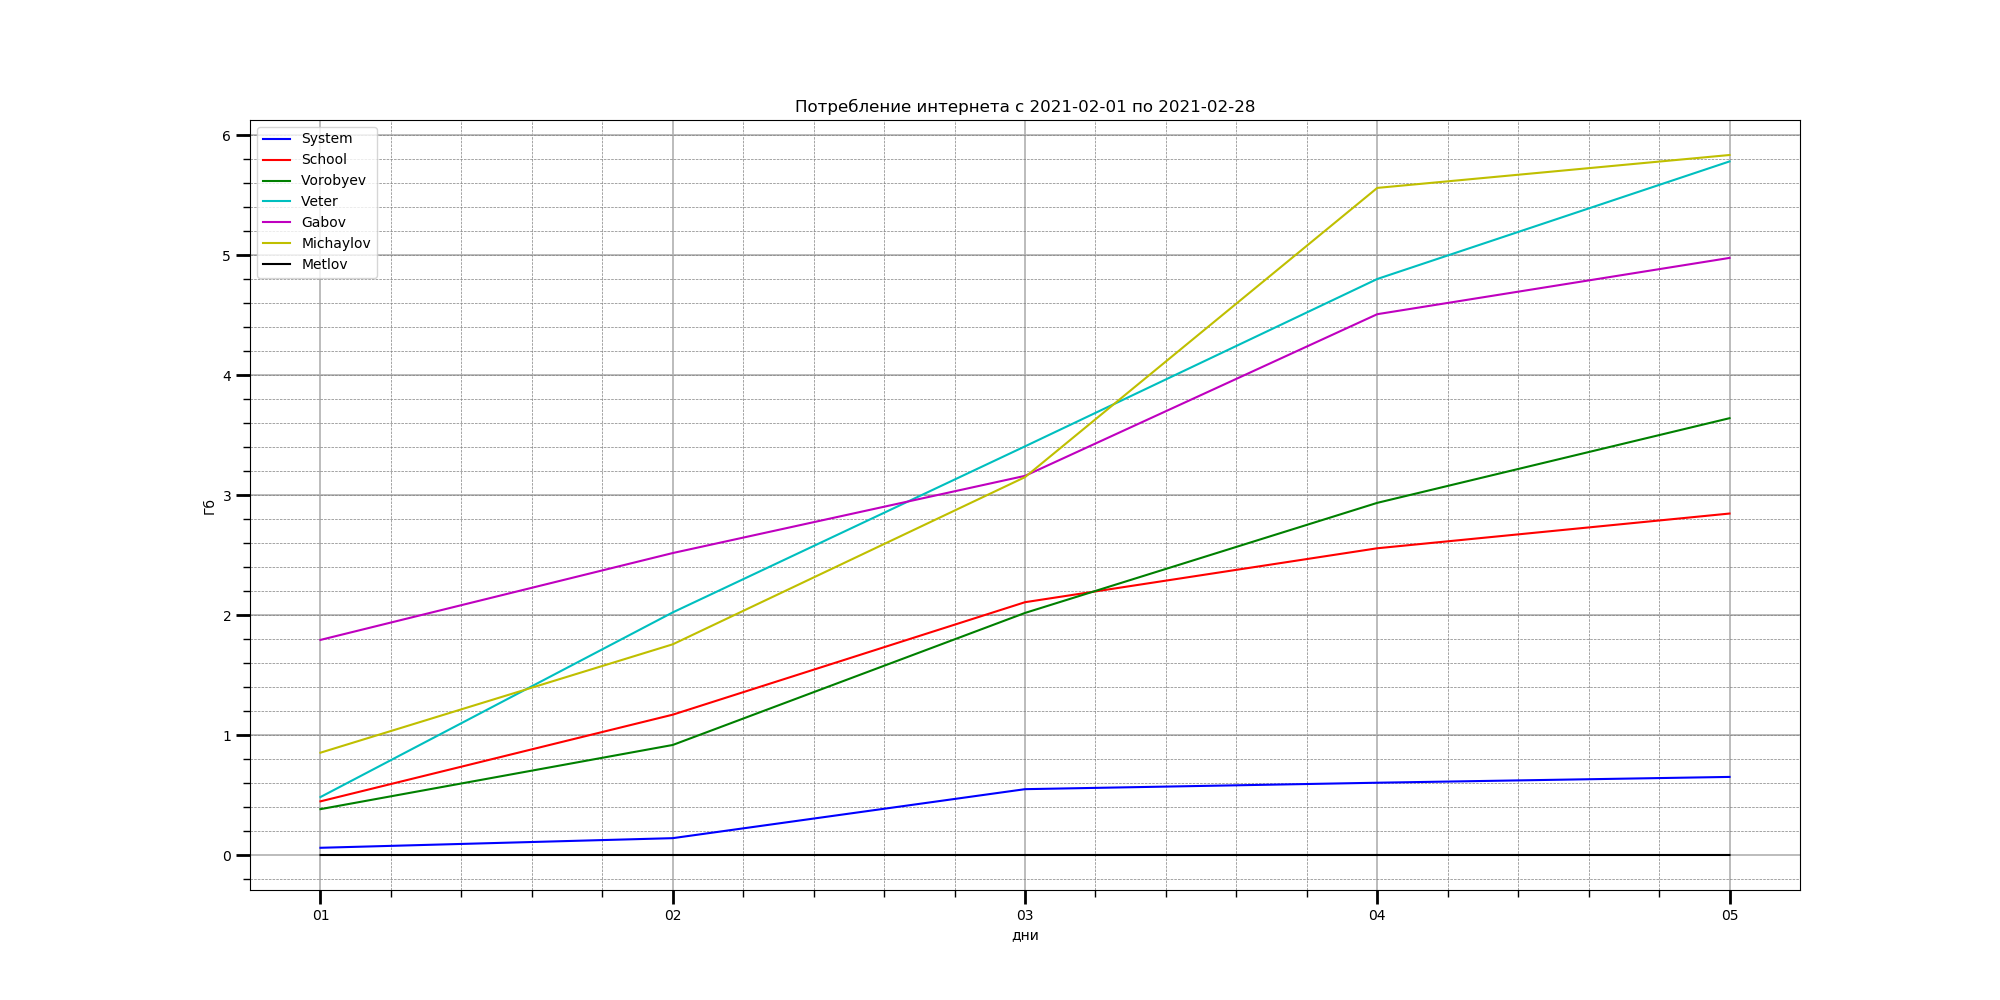 Потребление интернета с 2021-02-01 по 2021-02-28
System
School
Vorobyev
Veter
Gabov
Michaylov
Metlov
6
5
4
3
2
1
0
Гб
01 02 03 04 05
дни